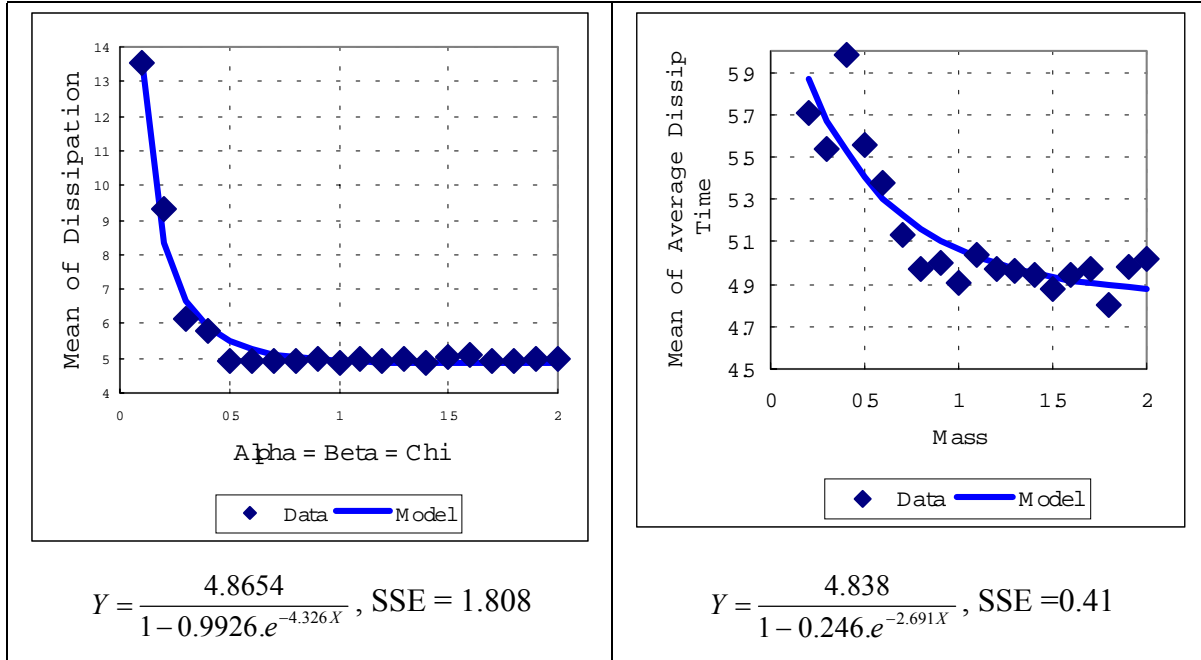 Mean of Dissipation
14
13
12
11
10
9
8
7
6
5
4
0
0.5
1
1.5
2
Alpha = Beta = Chi
Data
Model
Y = 4.8654 / 1-0.9926.e^-4.326X , SSE = 1.808
Mean of Average Dissip
Time
5.9
5.7
5.5
5.3
5.1
4.9
4.7
4.5
0
0.5
1
1.5
2
Mass
Data
Model
Y = 4.838 / 1-0.246.e^-2.691X , SSE =0.41